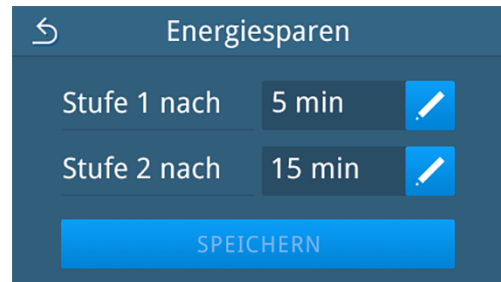 Energiesparen
Stufe 1 nach 5 min
Stufe 2 nach 15 min
SPEICHERN